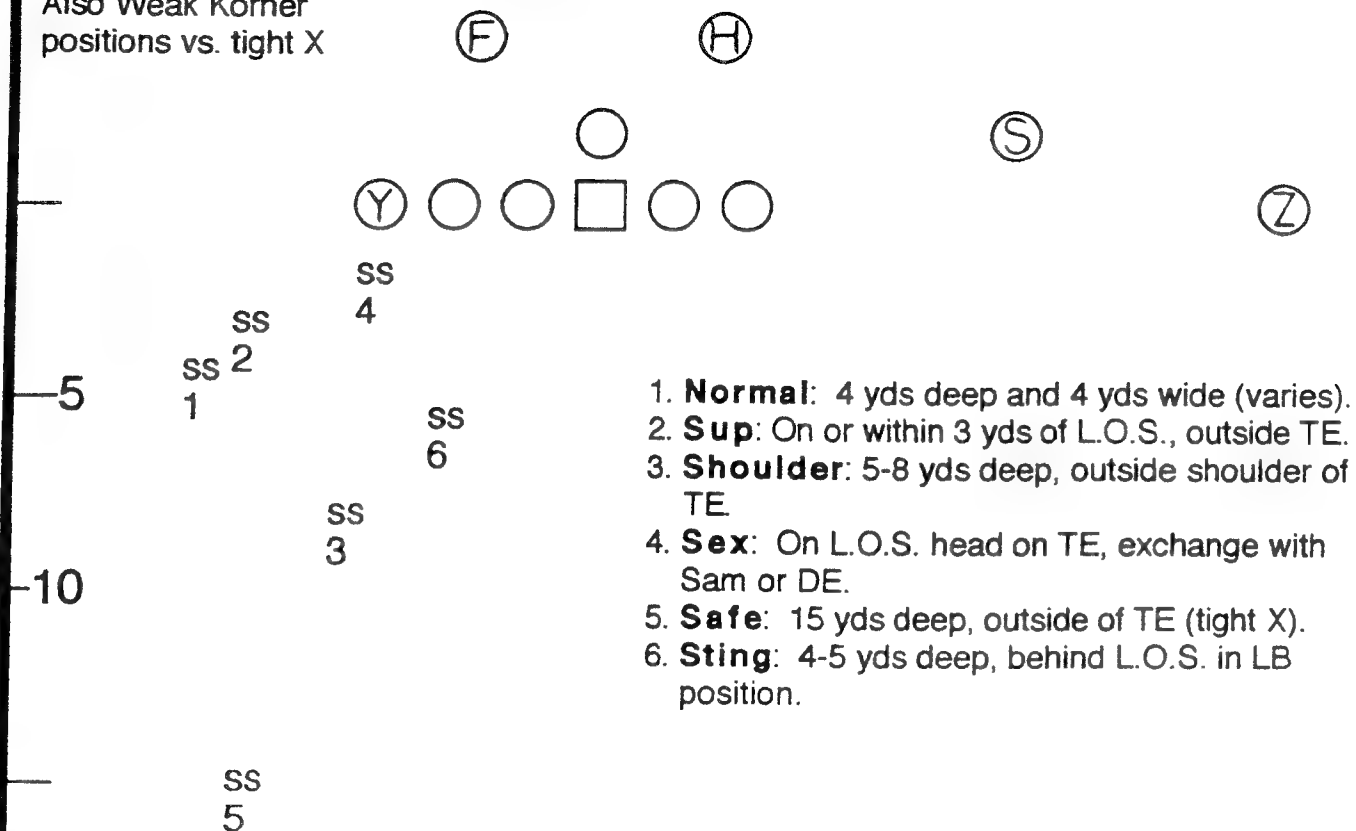 Also Weak Korner
positions vs. tight X
F H
S
Y Z
SS
4
SS
2
SS
1
-5
SS
6
SS
3
-10
1. Normal: 4 yds deep and 4 yds wide (varies).
2. Sup: On or within 3 yds of L.O.S., outside TE.
3. Shoulder: 5-8 yds deep, outside shoulder of
TE.
4. Sex: On L.O.S. head on TE, exchange with
Sam or DE.
5. Safe: 15 yds deep, outside of TE (tight X).
6. Sting: 4-5 yds deep, behind L.O.S. in LB
position.
SS
5